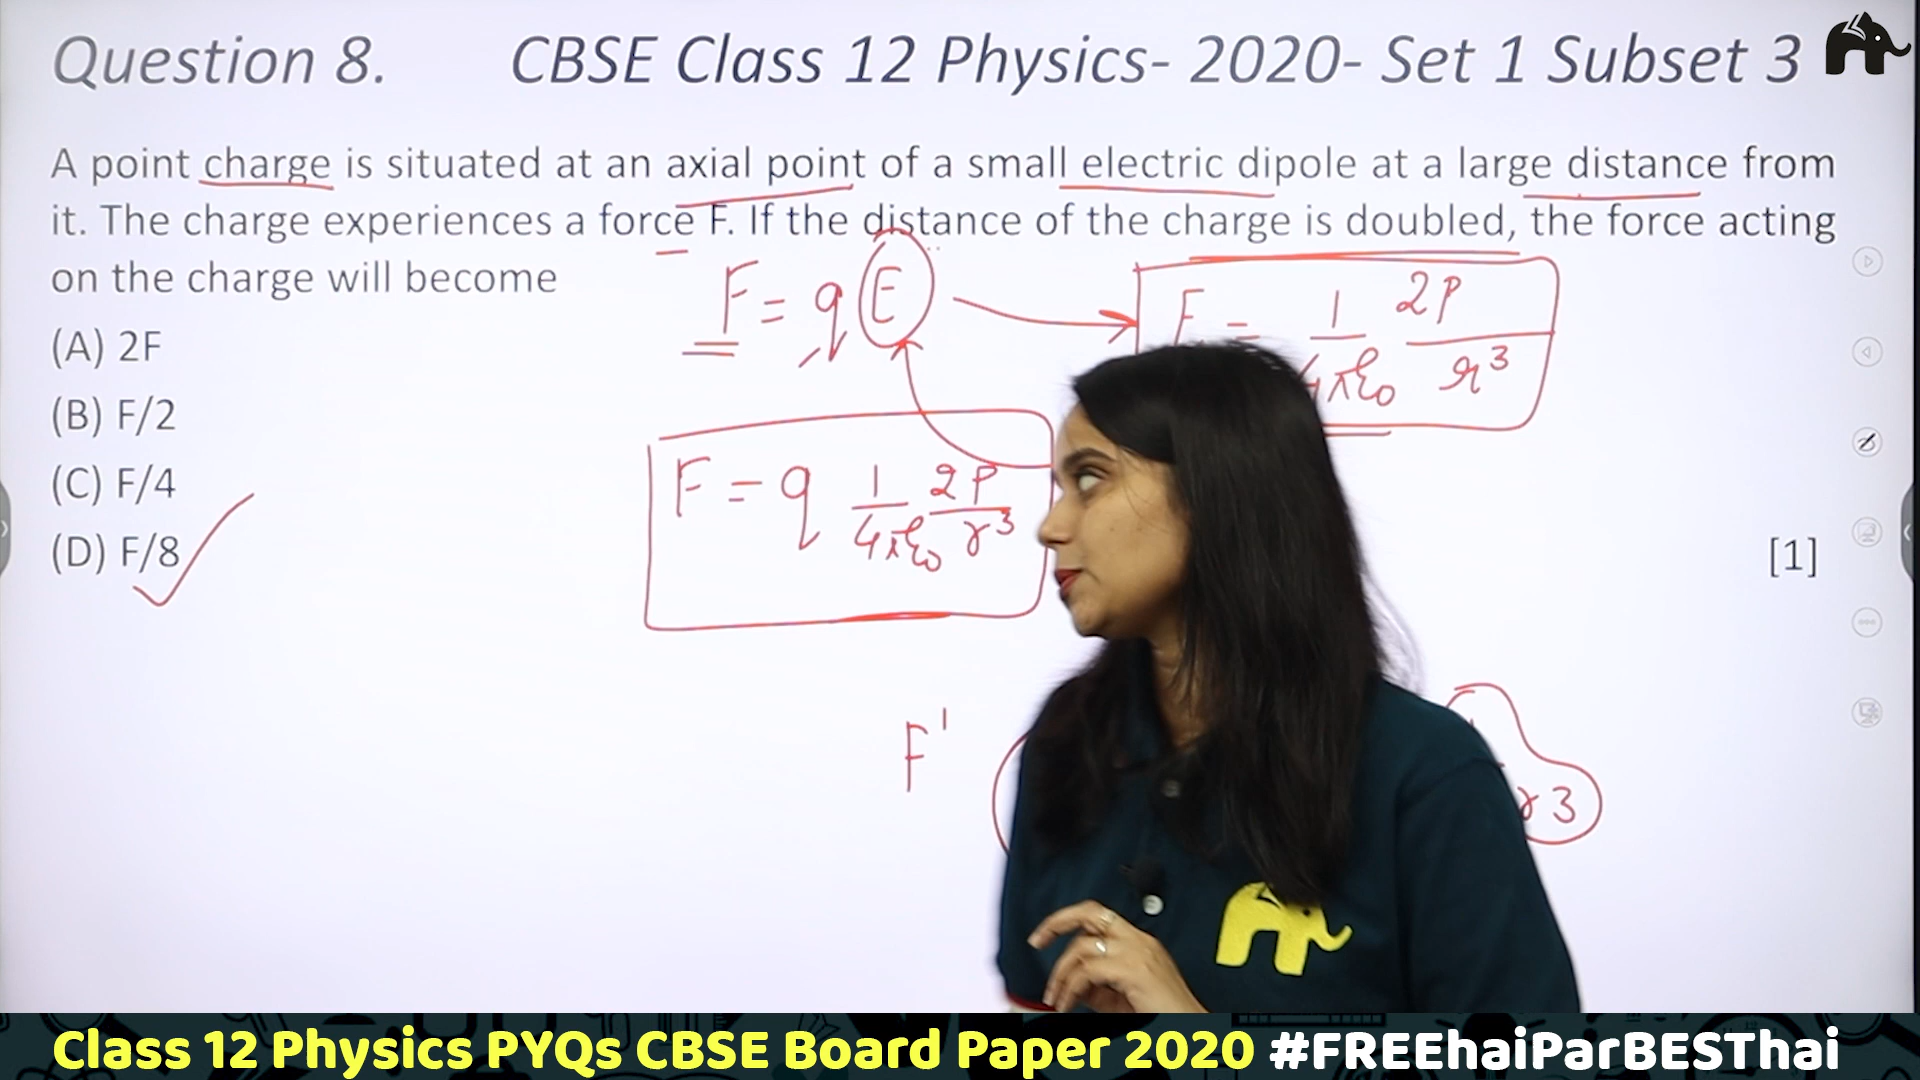 Question 8. CBSE Class 12 Physics- 2020- Set 1 Subset 3
A point charge is situated at an axial point of a small electric dipole at a large distance from
it. The charge experiences a force F. If the distance of the charge is doubled, the force acting
on the charge will become
(A) 2F
(B) F/2
(C) F/4
(D) F/8
[1]
F = qE
1/4πε₀ 2P/r³
F = q 1/4πε₀ 2P/r³
F'
r3
Class 12 Physics PYQs CBSE Board Paper 2020 #FREEhaiParBESThai